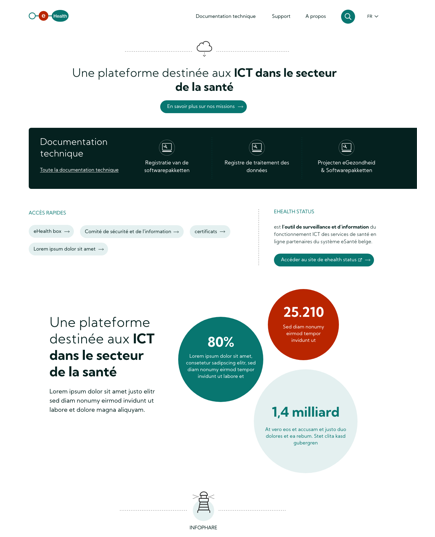 e Health
Documentation technique
Support
A propos
FR
Une plateforme destinée aux ICT dans le secteur
de la santé
En savoir plus sur nos missions →
Documentation
technique
Toute la documentation technique
Registratie van de
softwarepakketten
Registre de traitement des
données
Projecten eGezondheid
& Softwarepakketten
ACCÈS RAPIDES
eHealth box →
Comité de sécurité et de l'information →
certificats →
Lorem ipsum dolor sit amet →
EHEALTH STATUS
est l'outil de surveillance et d'information du
fonctionnement ICT des services de santé en
ligne partenaires du système eSanté belge.
Accéder au site de ehealth status →
Une plateforme
destinée aux ICT
dans le secteur
de la santé
Lorem ipsum dolor sit amet justo elitr
sed diam nonumy eirmod invidunt ut
labore et dolore magna aliquyam.
80%
Lorem ipsum dolor sit amet,
consetetur sadipscing elitr, sed
diam nonumy eirmod tempor
invidunt ut labore et
25.210
Sed diam nonumy
eirmod tempor
invidunt ut
1,4 milliard
At vero eos et accusam et justo duo
dolores et ea rebum. Stet clita kasd
gubergren
INFOPHARE